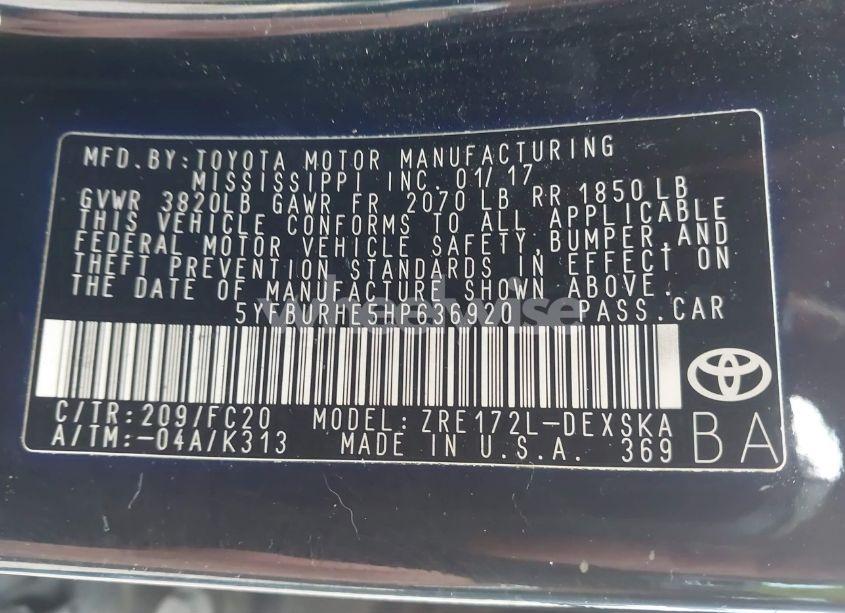 MFD. BY: TOYOTA MOTOR MANUFACTURING
MISSISSIPPI INC. 01/17
GVWR 3820LB GAWR FR 2070 LB RR 1850 LB
THIS VEHICLE CONFORMS TO ALL APPLICABLE
FEDERAL MOTOR VEHICLE SAFETY, BUMPER, AND
THEFT PREVENTION STANDARDS IN EFFECT ON
THE DATE OF MANUFACTURE SHOWN ABOVE.
wheelwise
5YFBURHE5HP636920 PASS. CAR
C/TR: 209/FC20 MODEL: ZRE172L-DEXSKA
A/TM: -04A/K313 MADE IN U.S.A. 369
BA